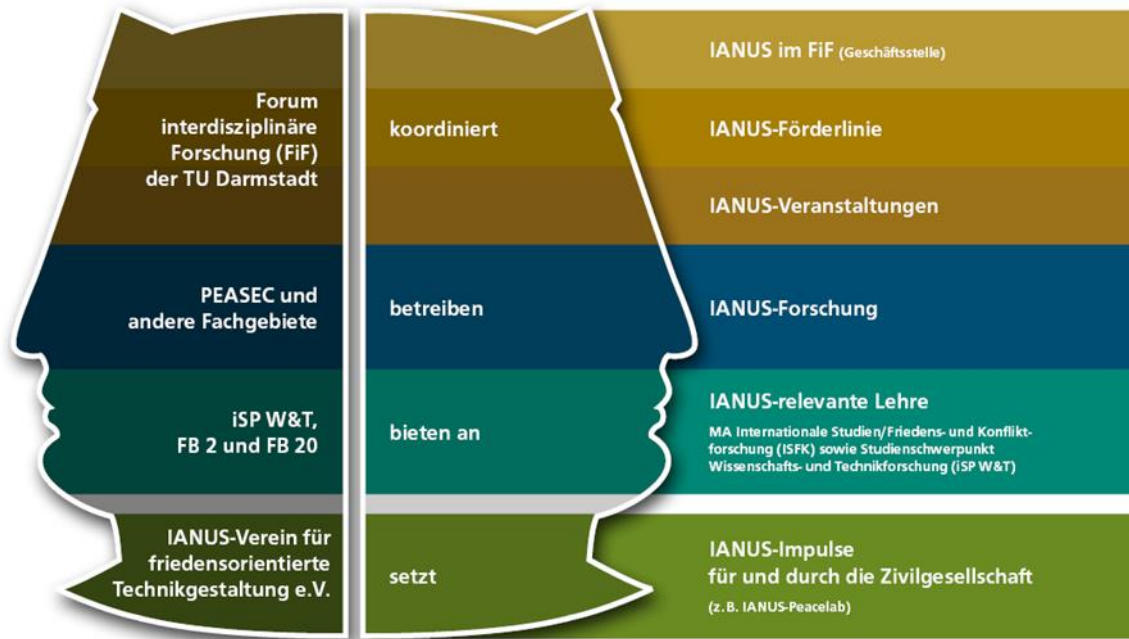 Forum
interdisziplinäre
Forschung (FiF)
der TU Darmstadt
koordiniert
IANUS im FiF (Geschäftsstelle)
IANUS-Förderlinie
IANUS-Veranstaltungen
PEASEC und
andere Fachgebiete
betreiben
IANUS-Forschung
iSP W&T,
FB 2 und FB 20
bieten an
IANUS-relevante Lehre
MA Internationale Studien/Friedens- und Konflikt-
forschung (ISFK) sowie Studienschwerpunkt
Wissenschafts- und Technikforschung (iSP W&T)
IANUS-Verein für
friedensorientierte
Technikgestaltung e.V.
setzt
IANUS-Impulse
für und durch die Zivilgesellschaft
(z.B. IANUS-Peacelab)